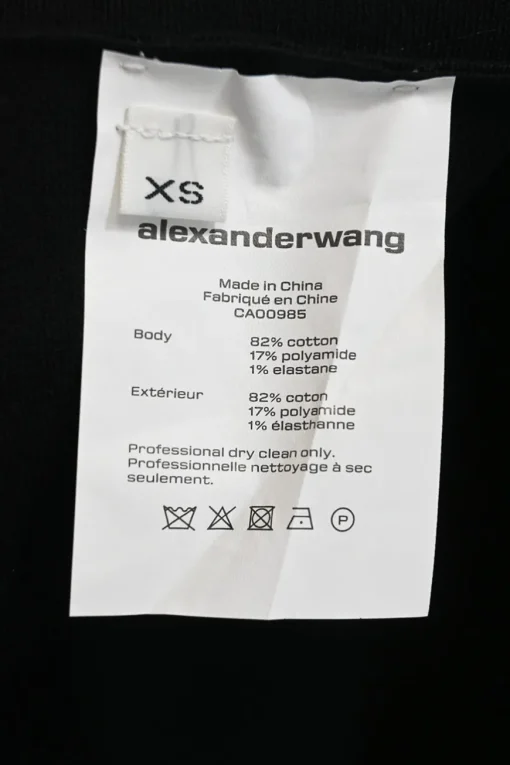 XS
alexanderwang
Made in China
Fabriqué en Chine
CA00985
Body
82% cotton
17% polyamide
1% elastane
Extérieur
82% coton
17% polyamide
1% élasthanne
Professional dry clean only.
Professionnelle nettoyage à sec
seulement.
P